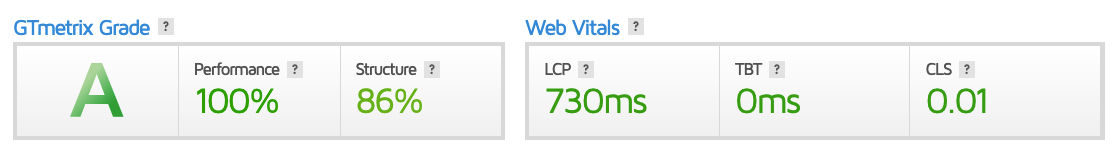 GTmetrix Grade ?
Web Vitals ?
A
Performance ?
100%
Structure ?
86%
LCP ?
730ms
TBT ?
0ms
CLS ?
0.01